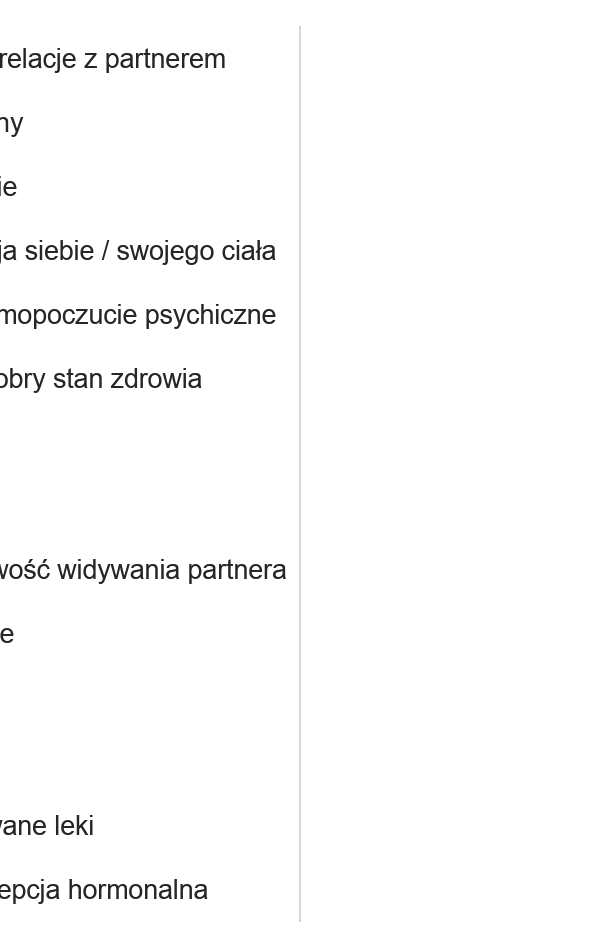 relacje z partnerem
ny
ie
ja siebie / swojego ciała
mopoczucie psychiczne
obry stan zdrowia
wość widywania partnera
e
wane leki
epcja hormonalna